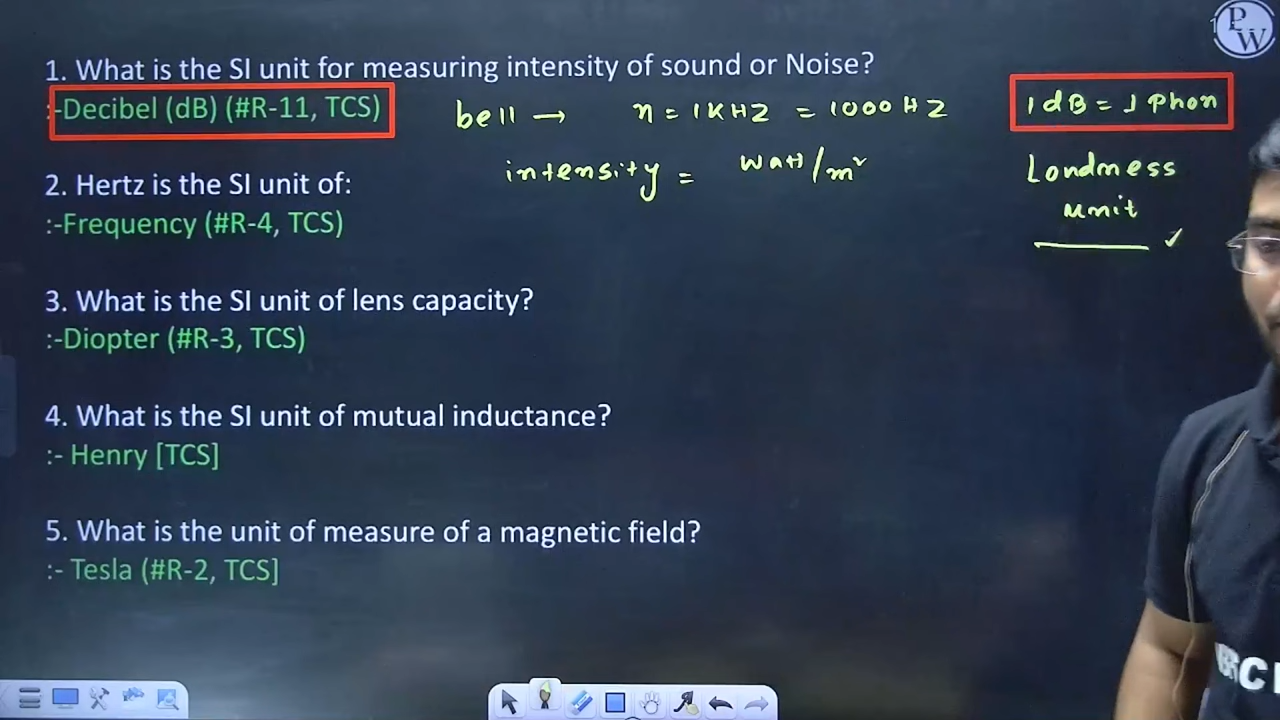 PW
1. What is the SI unit for measuring intensity of sound or Noise?
:-Decibel (dB) (#R-11, TCS)
bell → n = 1KHZ = 1000 HZ
1 dB = 1 Phon
intensity = watt/m²
Loudness
unit
2. Hertz is the SI unit of:
:-Frequency (#R-4, TCS)
3. What is the SI unit of lens capacity?
:-Diopter (#R-3, TCS)
4. What is the SI unit of mutual inductance?
:- Henry [TCS]
5. What is the unit of measure of a magnetic field?
:- Tesla (#R-2, TCS]